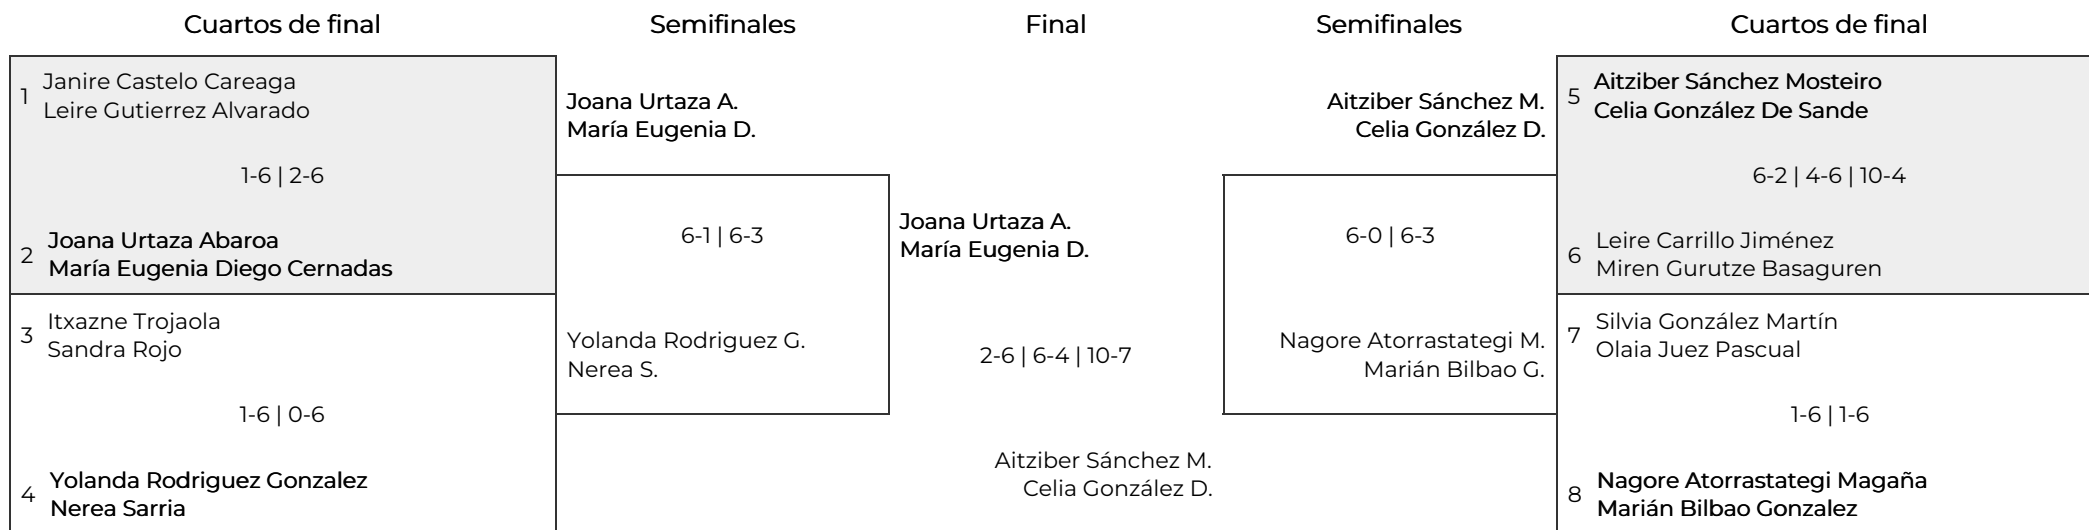 Cuartos de final
Semifinales
Final
Semifinales
Cuartos de final
1
Janire Castelo Careaga
Leire Gutierrez Alvarado
1-6 | 2-6
2
Joana Urtaza Abaroa
María Eugenia Diego Cernadas
3
Itxazne Trojaola
Sandra Rojo
1-6 | 0-6
4
Yolanda Rodriguez Gonzalez
Nerea Sarria
Joana Urtaza A.
María Eugenia D.
6-1 | 6-3
Yolanda Rodriguez G.
Nerea S.
Joana Urtaza A.
María Eugenia D.
2-6 | 6-4 | 10-7
Aitziber Sánchez M.
Celia González D.
Aitziber Sánchez M.
Celia González D.
6-0 | 6-3
Nagore Atorrastategi M.
Marián Bilbao G.
5
Aitziber Sánchez Mosteiro
Celia González De Sande
6-2 | 4-6 | 10-4
6
Leire Carrillo Jiménez
Miren Gurutze Basaguren
7
Silvia González Martín
Olaia Juez Pascual
1-6 | 1-6
8
Nagore Atorrastategi Magaña
Marián Bilbao Gonzalez